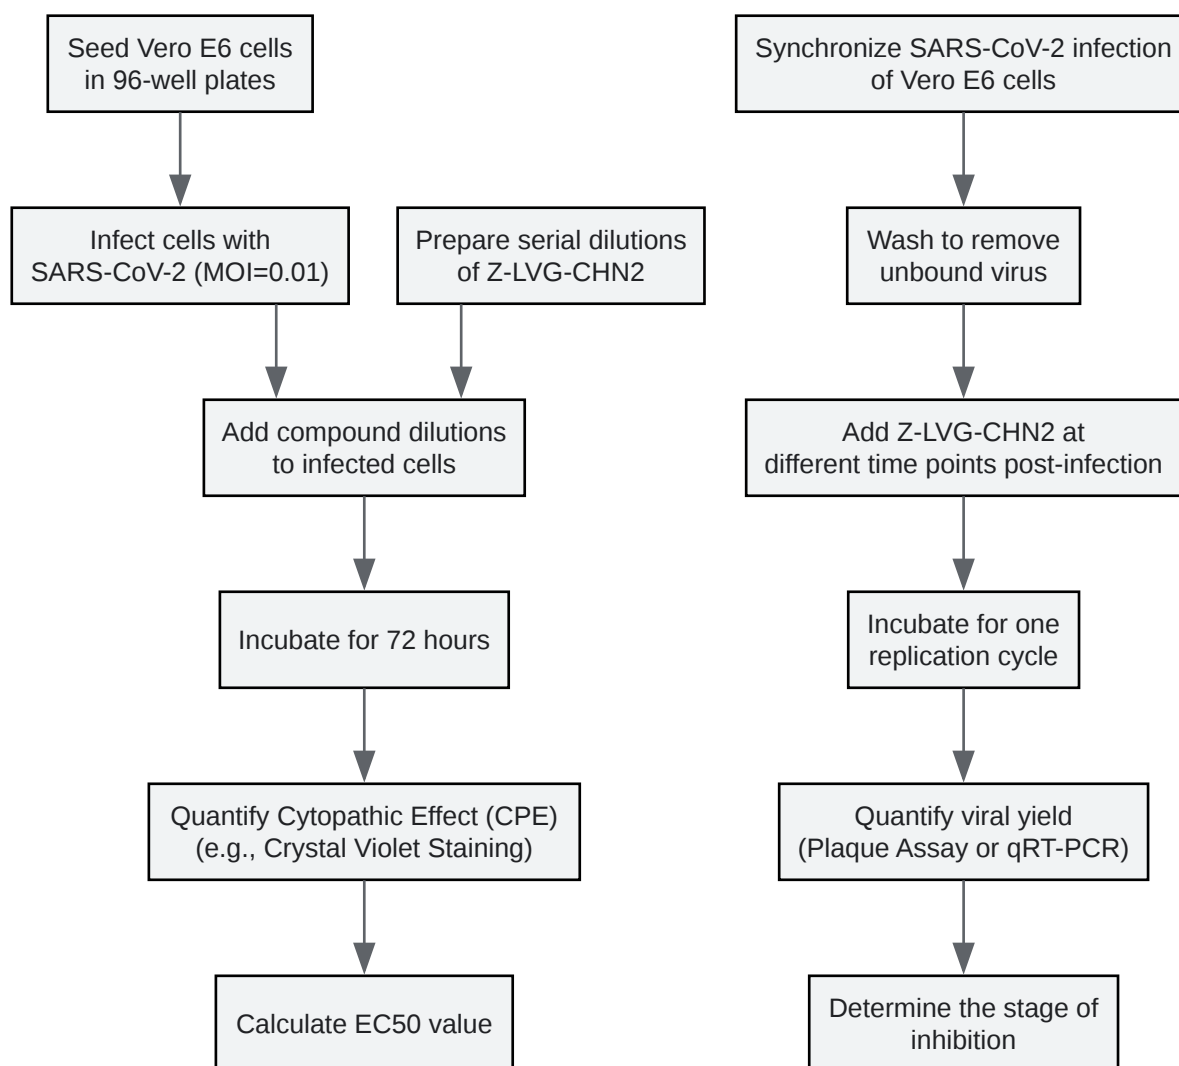 Seed Vero E6 cells
in 96-well plates
Infect cells with
SARS-CoV-2 (MOI=0.01)
Prepare serial dilutions
of Z-LVG-CHN2
Add compound dilutions
to infected cells
Incubate for 72 hours
Quantify Cytopathic Effect (CPE)
(e.g., Crystal Violet Staining)
Calculate EC50 value
Synchronize SARS-CoV-2 infection
of Vero E6 cells
Wash to remove
unbound virus
Add Z-LVG-CHN2 at
different time points post-infection
Incubate for one
replication cycle
Quantify viral yield
(Plaque Assay or qRT-PCR)
Determine the stage of
inhibition